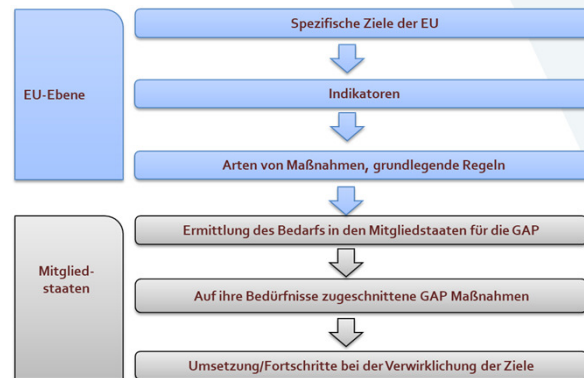 Spezifische Ziele der EU
EU-Ebene
Indikatoren
Arten von Maßnahmen, grundlegende Regeln
Ermittlung des Bedarfs in den Mitgliedstaaten für die GAP
Mitglied-
staaten
Auf ihre Bedürfnisse zugeschnittene GAP Maßnahmen
Umsetzung/Fortschritte bei der Verwirklichung der Ziele